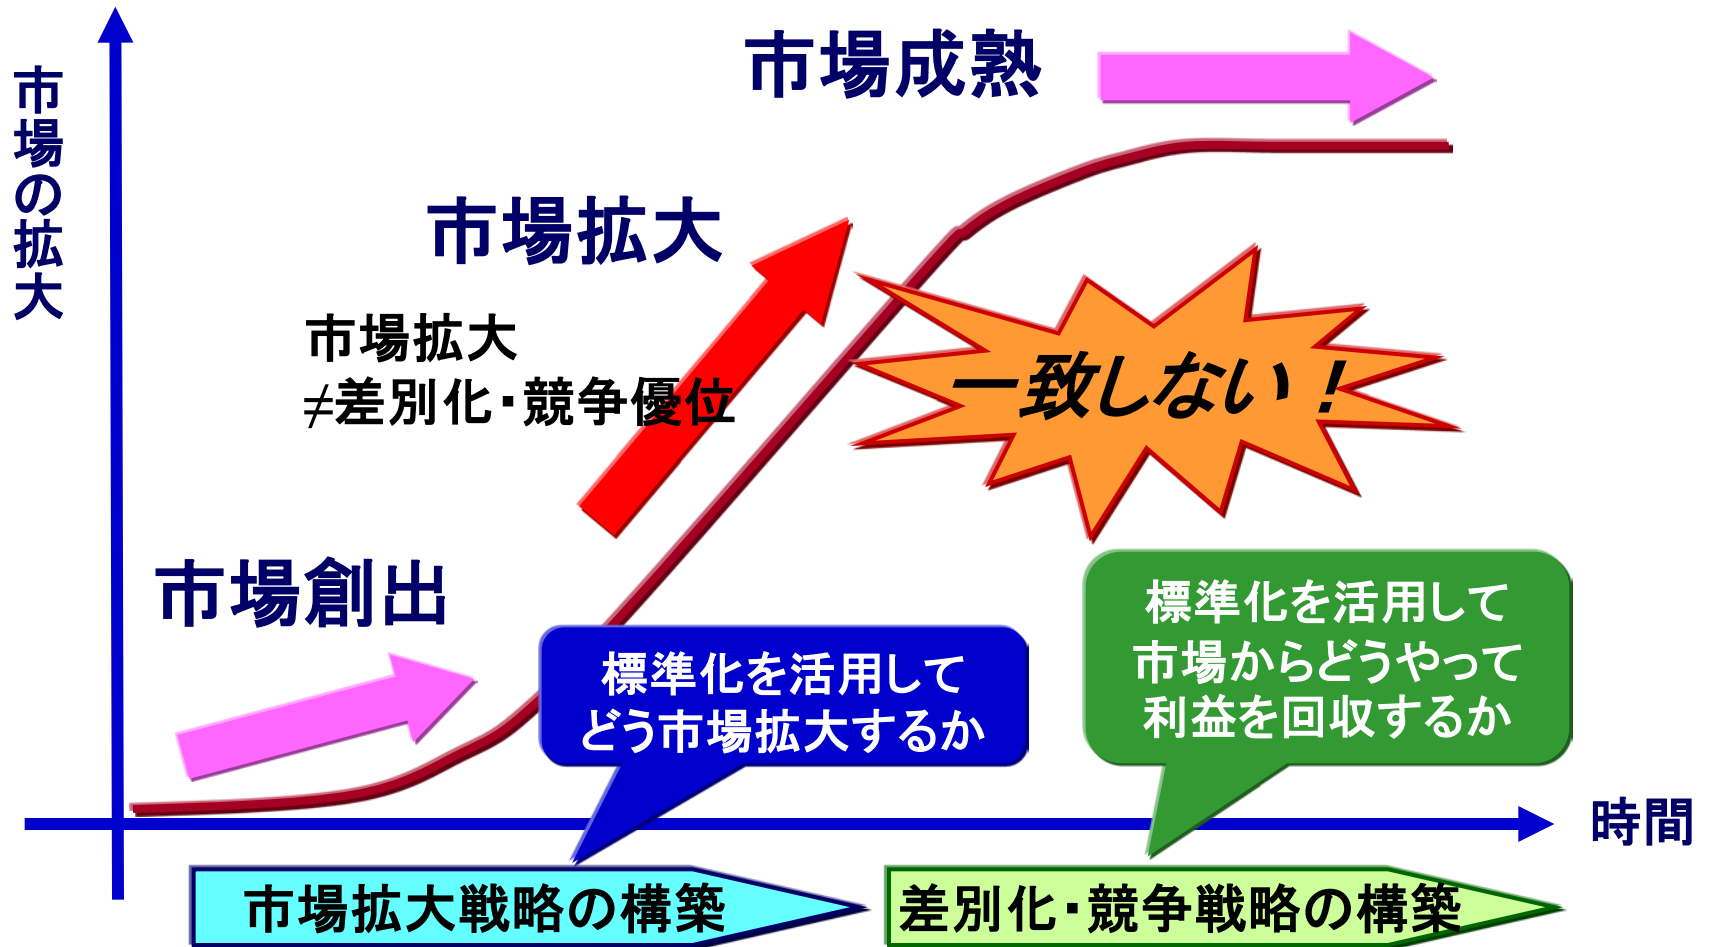 市場の拡大
市場成熟
市場拡大
市場拡大
≠差別化・競争優位
一致しない！
市場創出
標準化を活用して
どう市場拡大するか
標準化を活用して
市場からどうやって
利益を回収するか
時間
市場拡大戦略の構築
差別化・競争戦略の構築